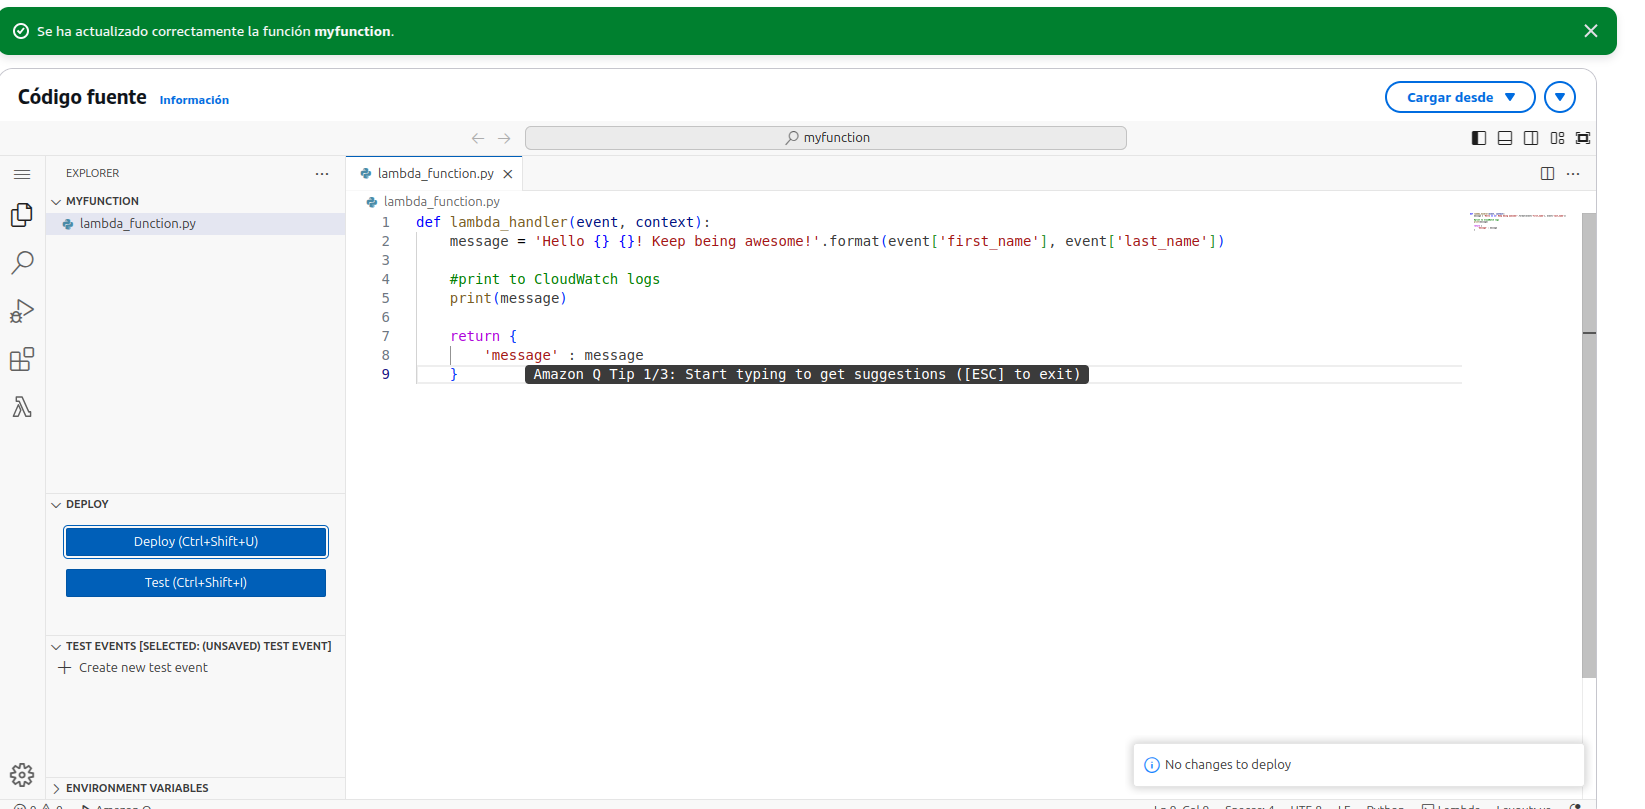 Se ha actualizado correctamente la función myfunction.
Código fuente Información
Cargar desde
myfunction
EXPLORER
MYFUNCTION
lambda_function.py
DEPLOY
Deploy (Ctrl+Shift+U)
Test (Ctrl+Shift+I)
TEST EVENTS [SELECTED: (UNSAVED) TEST EVENT]
Create new test event
ENVIRONMENT VARIABLES
lambda_function.py
lambda_function.py
1 def lambda_handler(event, context):
2 message = 'Hello {} {}! Keep being awesome!'.format(event['first_name'], event['last_name'])
3
4 #print to CloudWatch logs
5 print(message)
6
7 return {
8 'message' : message
9 } Amazon Q Tip 1/3: Start typing to get suggestions ([ESC] to exit)
No changes to deploy